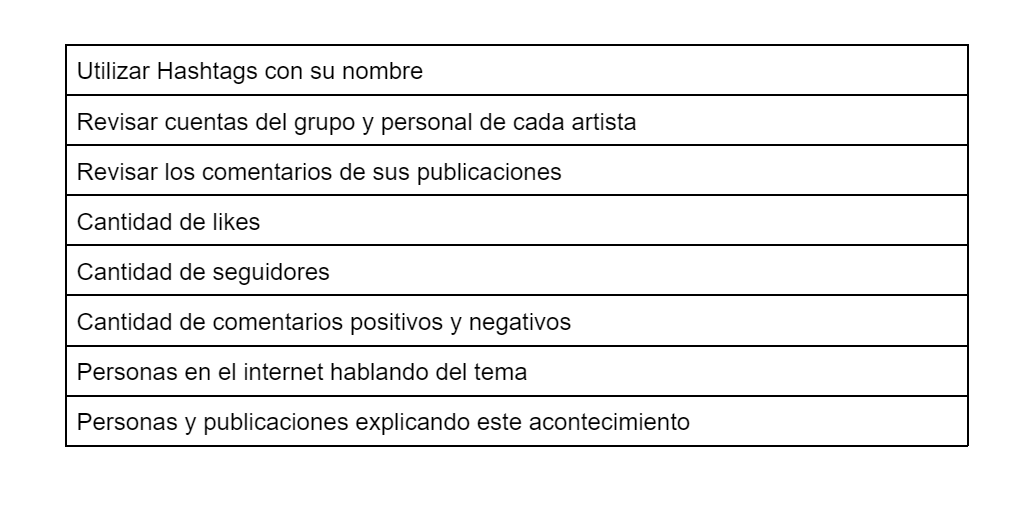 Utilizar Hashtags con su nombre
Revisar cuentas del grupo y personal de cada artista
Revisar los comentarios de sus publicaciones
Cantidad de likes
Cantidad de seguidores
Cantidad de comentarios positivos y negativos
Personas en el internet hablando del tema
Personas y publicaciones explicando este acontecimiento